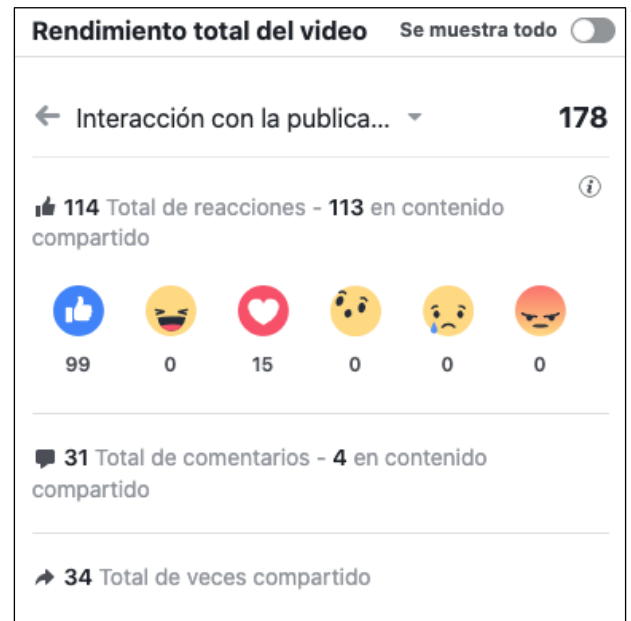 Rendimiento total del video Se muestra todo
Interacción con la publica... 178
114 Total de reacciones - 113 en contenido
compartido
99 0 15 0 0 0
31 Total de comentarios - 4 en contenido
compartido
34 Total de veces compartido